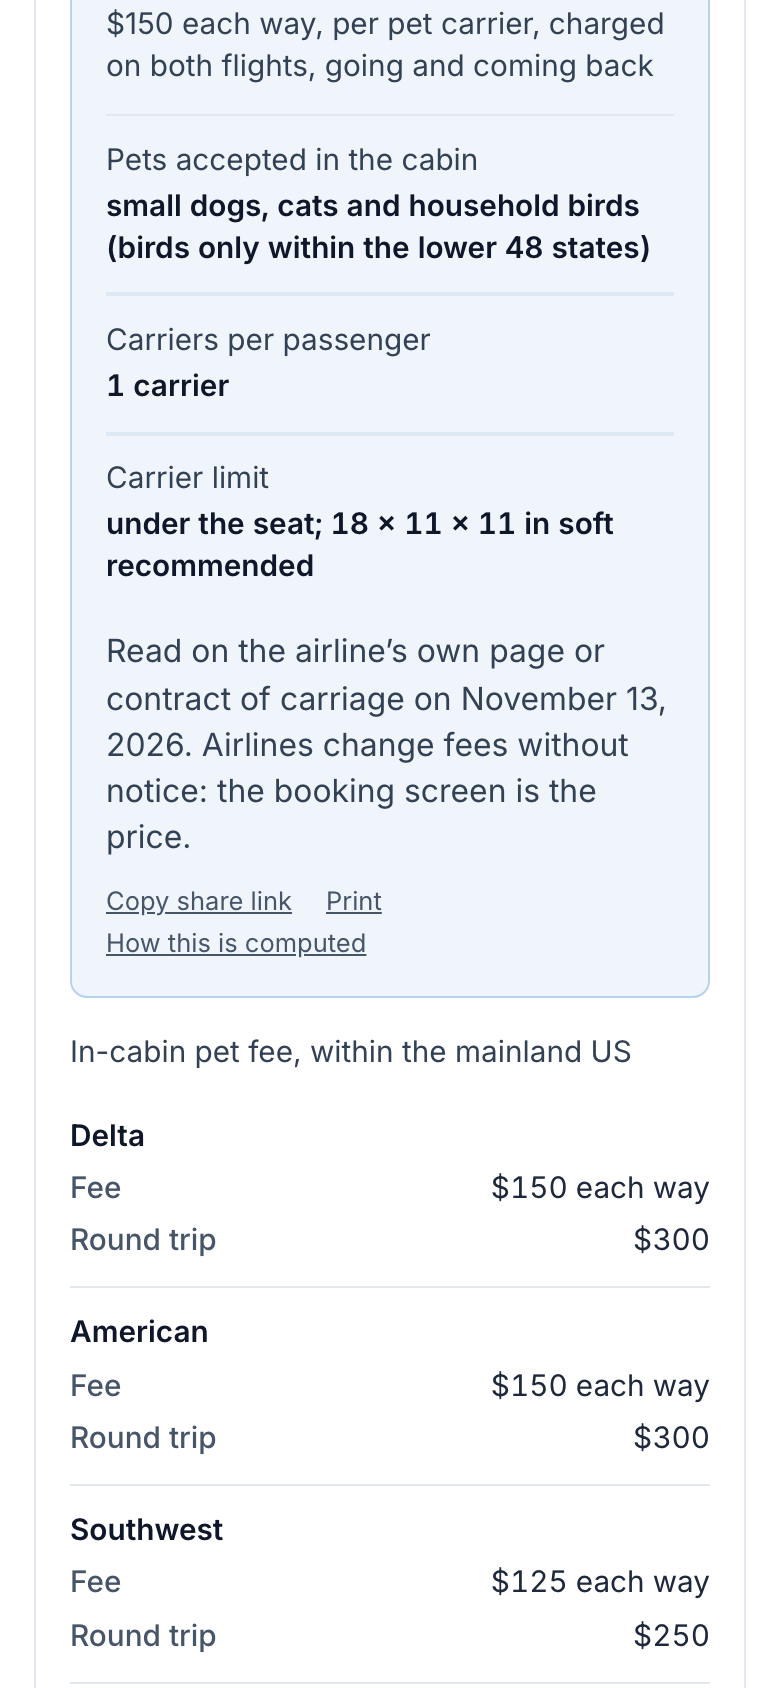 $150 each way, per pet carrier, charged
on both flights, going and coming back
Pets accepted in the cabin
small dogs, cats and household birds
(birds only within the lower 48 states)
Carriers per passenger
1 carrier
Carrier limit
under the seat; 18 × 11 × 11 in soft
recommended
Read on the airline’s own page or
contract of carriage on November 13,
2026. Airlines change fees without
notice: the booking screen is the
price.
Copy share link Print
How this is computed
In-cabin pet fee, within the mainland US
Delta
Fee $150 each way
Round trip $300
American
Fee $150 each way
Round trip $300
Southwest
Fee $125 each way
Round trip $250